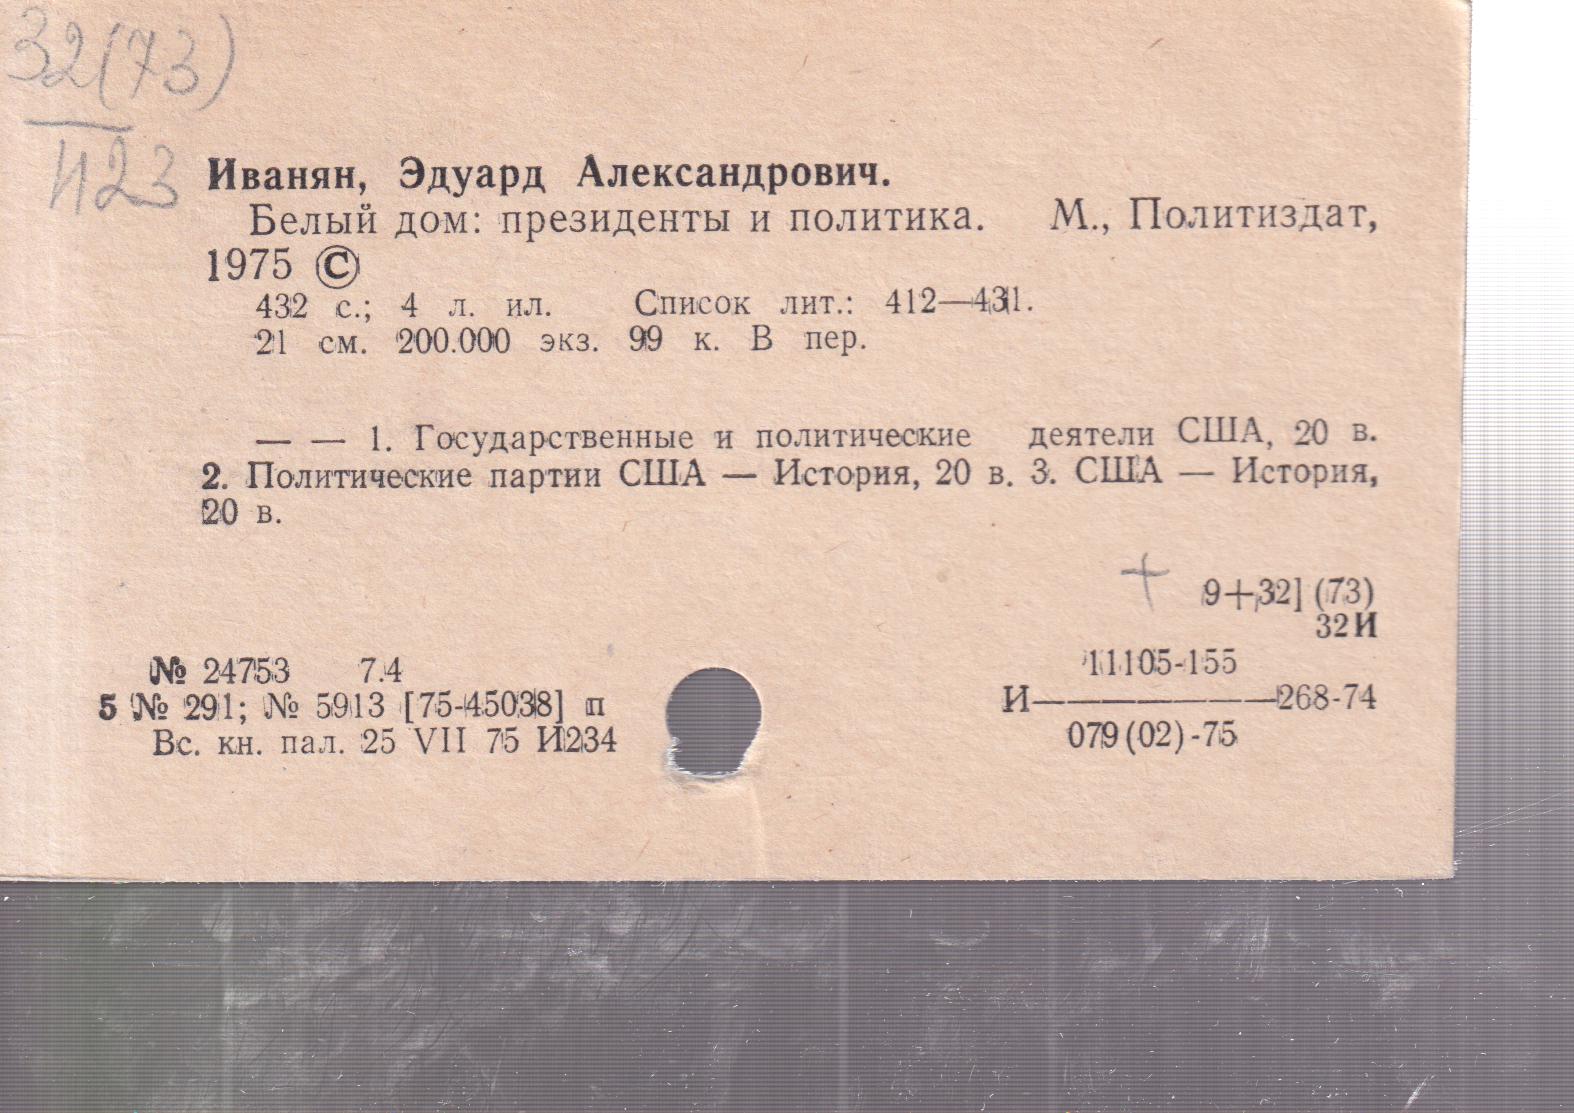 32(73)
И23
Иванян, Эдуард Александрович.
Белый дом: президенты и политика. М., Политиздат,
1975 ©
432 с.; 4 л. ил. Список лит.: 412—431.
21 см. 200.000 экз. 99 к. В пер.
— — 1. Государственные и политические деятели США, 20 в.
2. Политические партии США — История, 20 в. 3. США — История,
20 в.
+ 9+32] (73)
32И
№ 24753 7.4
11105-155
5 № 291; № 5913 [75-45038] п
И————————268-74
Вс. кн. пал. 25 VII 75 И234
079(02)-75